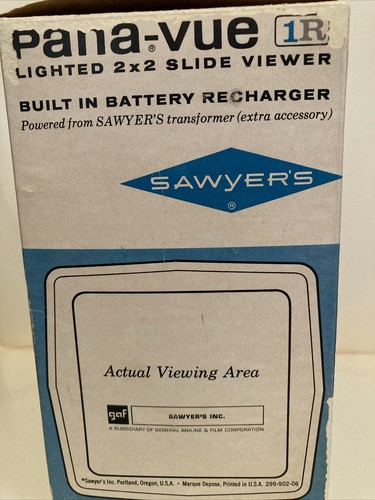 pana-vue® 1R
LIGHTED 2x2 SLIDE VIEWER
BUILT IN BATTERY RECHARGER
Powered from SAWYER'S transformer (extra accessory)
SAWYER'S
®
Actual Viewing Area
gaf SAWYER'S INC.
A SUBSIDIARY OF GENERAL ANILINE & FILM CORPORATION
®Sawyer's Inc. Portland, Oregon, U.S.A. • Marque Depose, Printed in U.S.A. 299-902-06